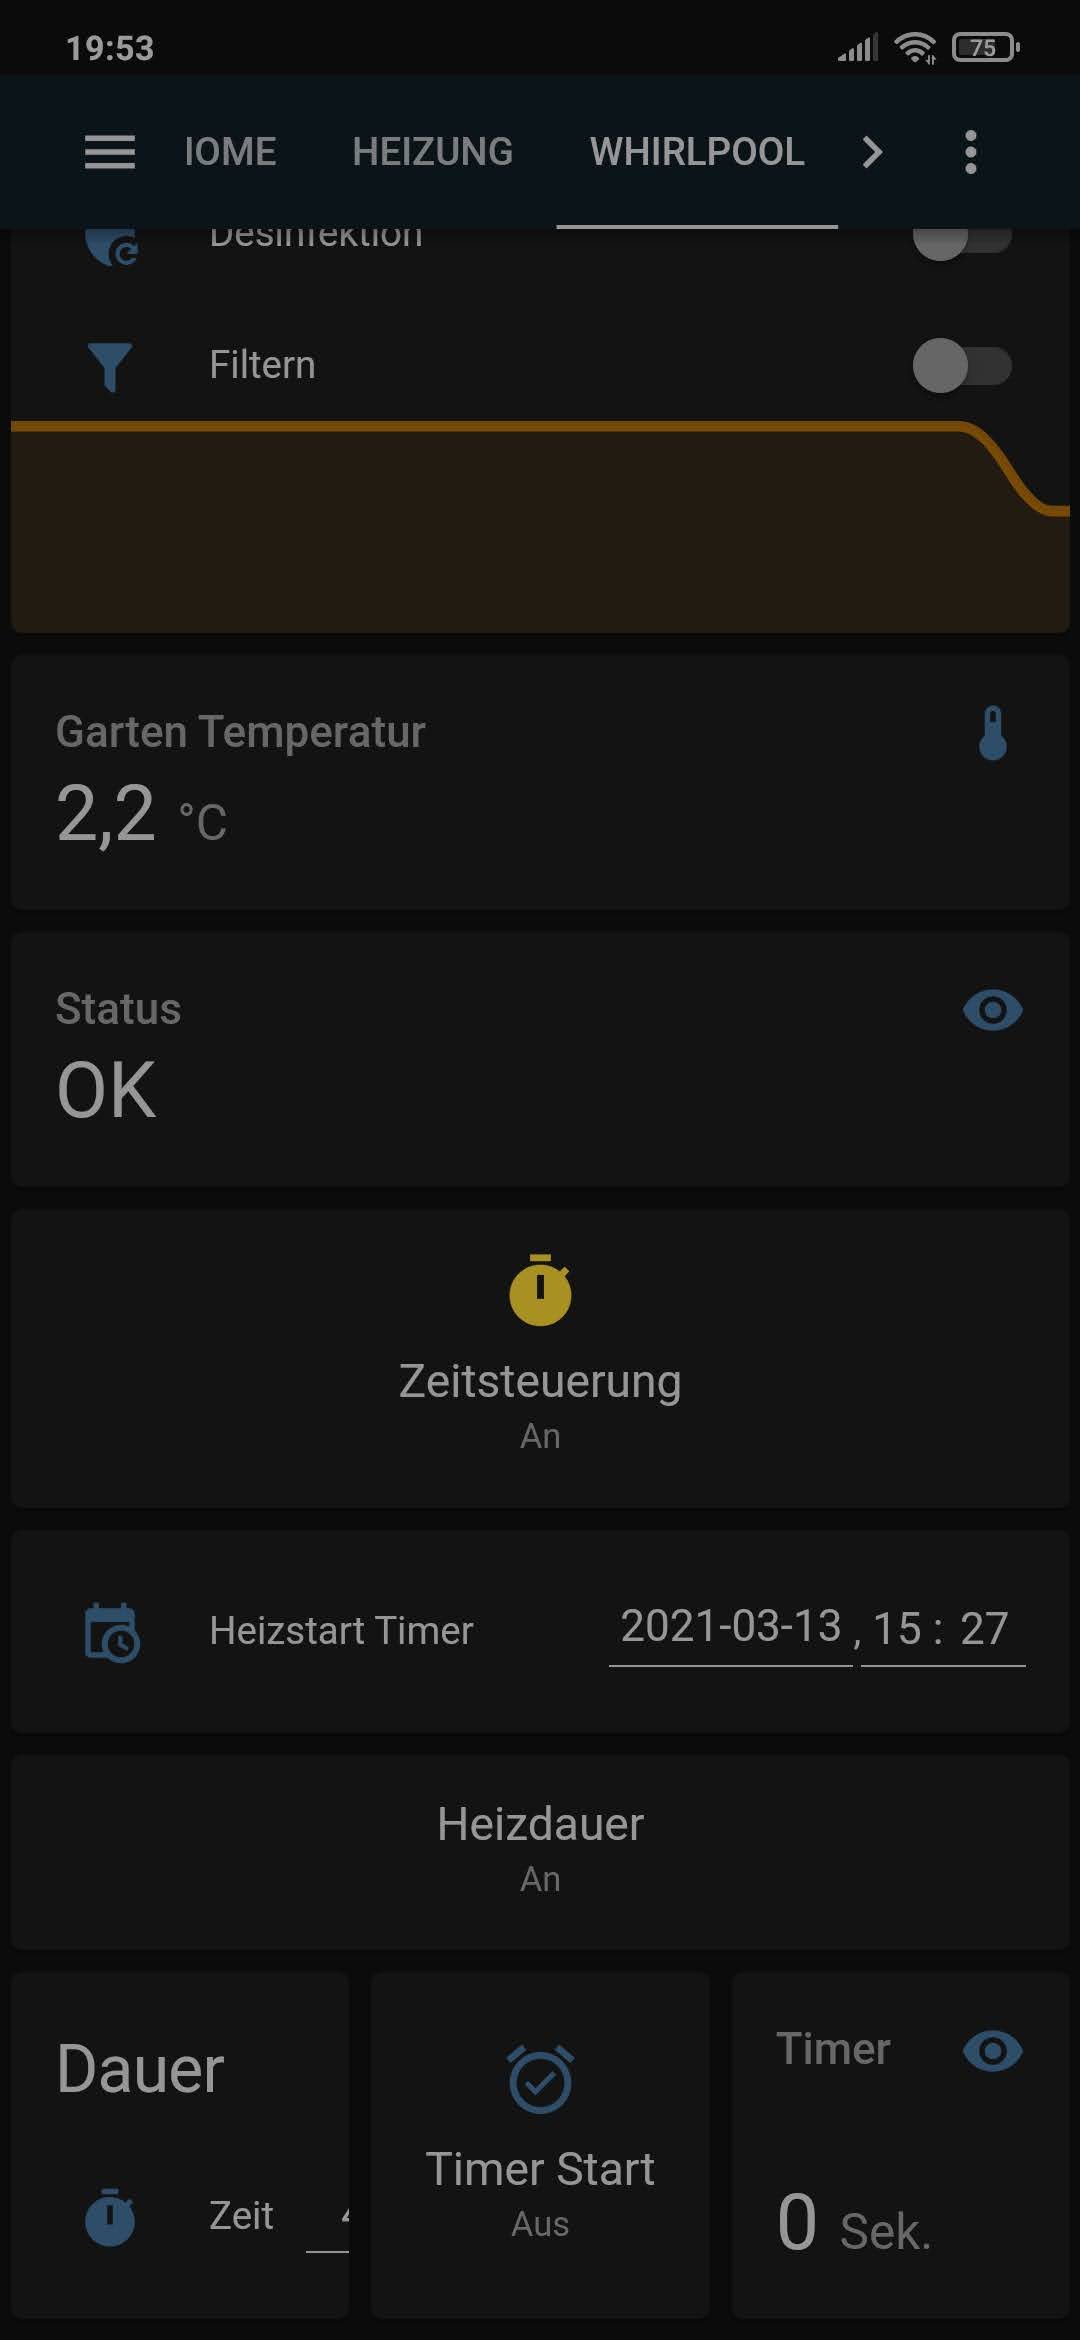 19:53
75
IOME HEIZUNG WHIRLPOOL
Desinfektion
Filtern
Garten Temperatur
2,2 °C
Status
OK
Zeitsteuerung
An
Heizstart Timer 2021-03-13, 15 : 27
Heizdauer
An
Dauer
Zeit
Timer Start
Aus
Timer
0 Sek.